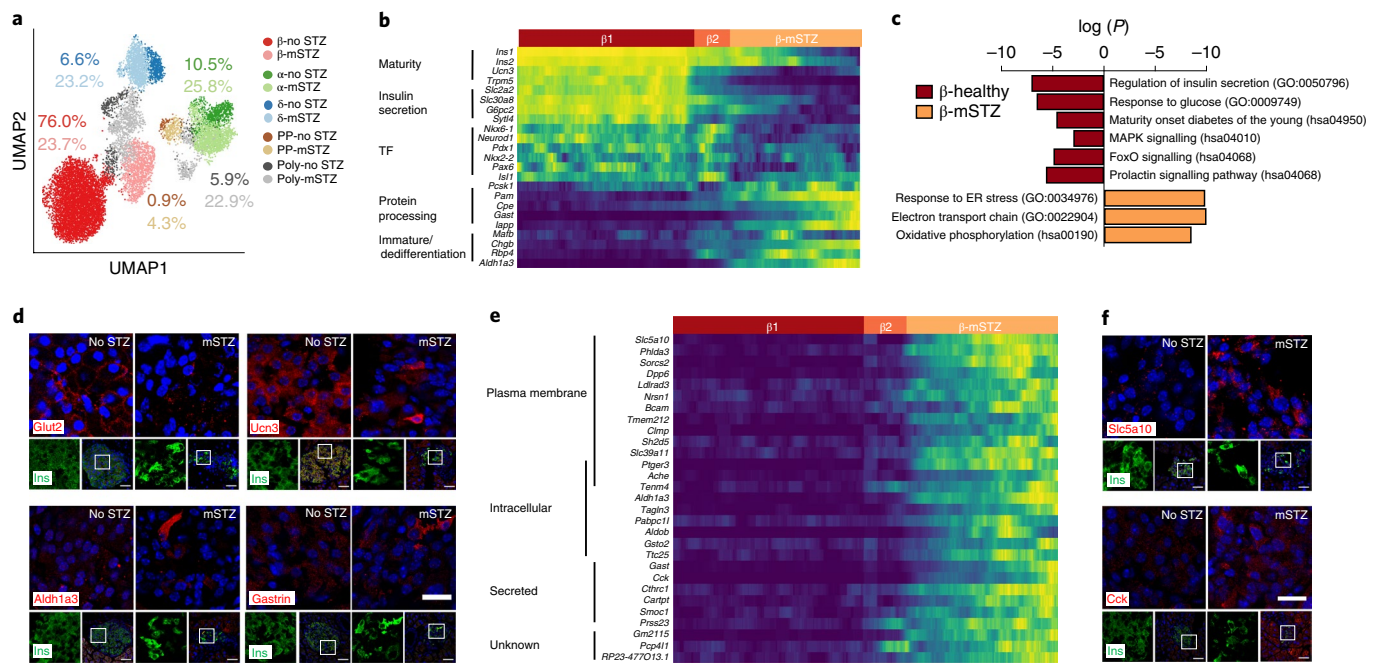 a
6.6%
23.2%
10.5%
25.8%
76.0%
23.7%
5.9%
22.9%
0.9%
4.3%
UMAP2
UMAP1
β-no STZ
β-mSTZ
α-no STZ
α-mSTZ
δ-no STZ
δ-mSTZ
PP-no STZ
PP-mSTZ
Poly-no STZ
Poly-mSTZ
b
β1 β2 β-mSTZ
Maturity
Insulin
secretion
TF
Protein
processing
Immature/
dedifferentiation
Ins1
Ins2
Ucn3
Trpm5
Slc2a2
Slc30a8
G6pc2
Sytl4
Nkx6-1
Neurod1
Pdx1
Nkx2-2
Pax6
Isl1
Pcsk1
Pam
Cpe
Gast
Iapp
Mafb
Chgb
Rbp4
Aldh1a3
c
log (P)
−10 −5 0 −5 −10
β-healthy
β-mSTZ
Regulation of insulin secretion (GO:0050796)
Response to glucose (GO:0009749)
Maturity onset diabetes of the young (hsa04950)
MAPK signalling (hsa04010)
FoxO signalling (hsa04068)
Prolactin signalling pathway (hsa04068)
Response to ER stress (GO:0034976)
Electron transport chain (GO:0022904)
Oxidative phosphorylation (hsa00190)
d
No STZ mSTZ
Glut2
Ins
No STZ mSTZ
Ucn3
Ins
No STZ mSTZ
Aldh1a3
Ins
No STZ mSTZ
Gastrin
Ins
e
β1 β2 β-mSTZ
Plasma membrane
Intracellular
Secreted
Unknown
Slc5a10
Phlda3
Sorcs2
Dpp6
Ldlrad3
Nrsn1
Bcam
Tmem212
Clmp
Sh2d5
Slc39a11
Ptger3
Ache
Tenm4
Aldh1a3
Tagln3
Pabpc1l
Aldob
Gsto2
Ttc25
Gast
Cck
Cthrc1
Cartpt
Smoc1
Prss23
Gm2115
Pcp4l1
RP23-477O13.1
f
No STZ mSTZ
Slc5a10
Ins
No STZ mSTZ
Cck
Ins